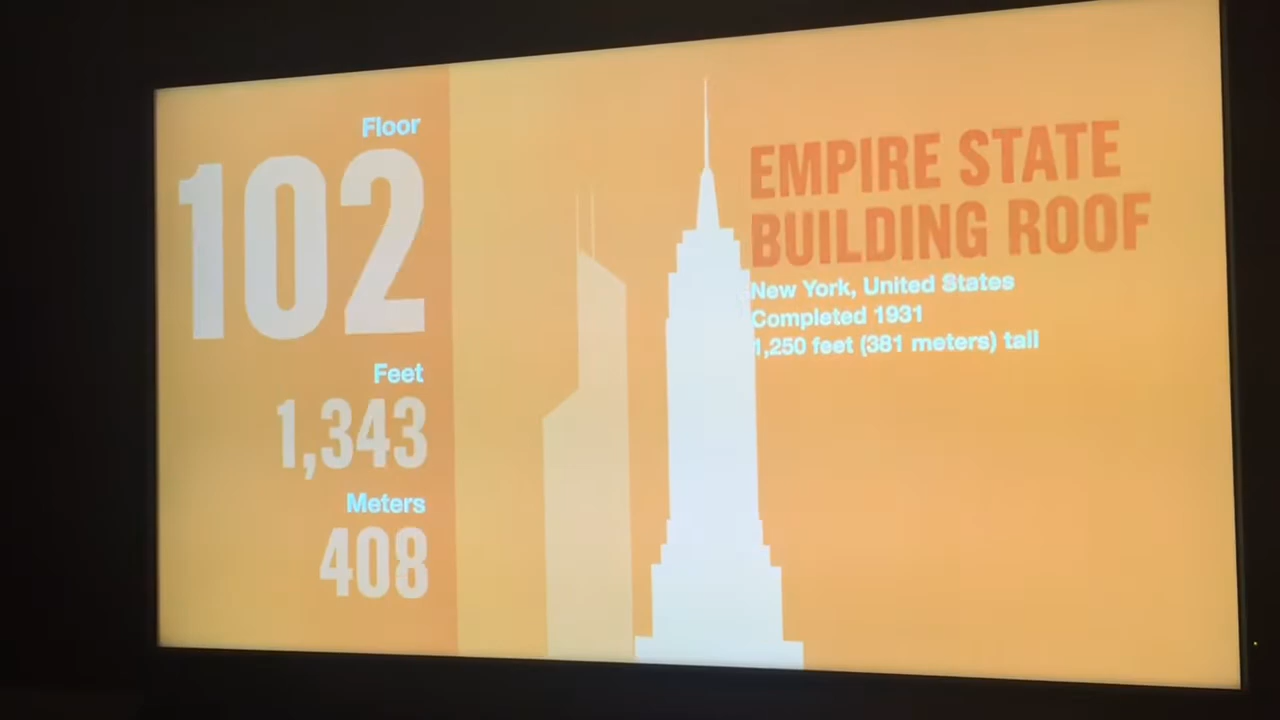 Floor
102
Feet
1,343
Meters
408
EMPIRE STATE
BUILDING ROOF
New York, United States
Completed 1931
1,250 feet (381 meters) tall